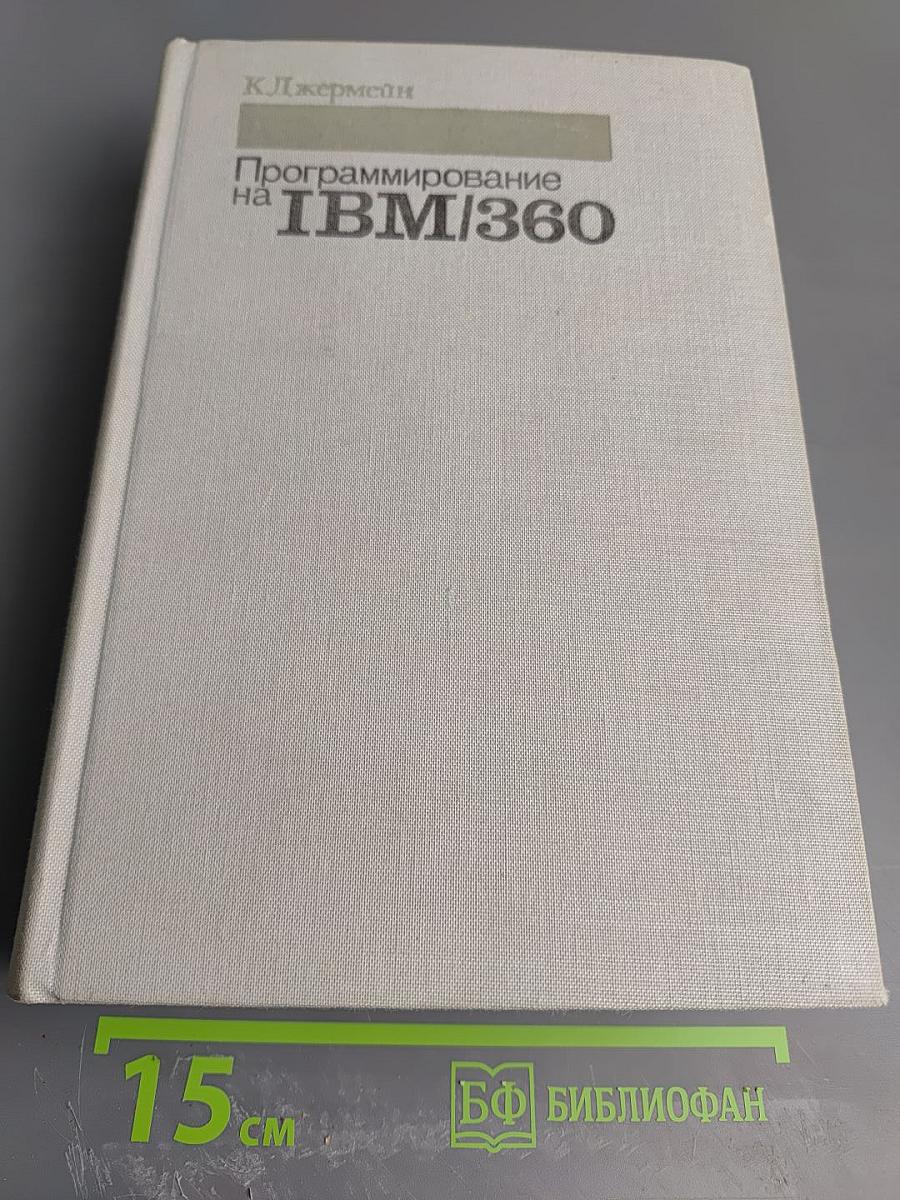 К Джермейн
Программирование
на IBM/360
15 см
БФ БИБЛИОФАН